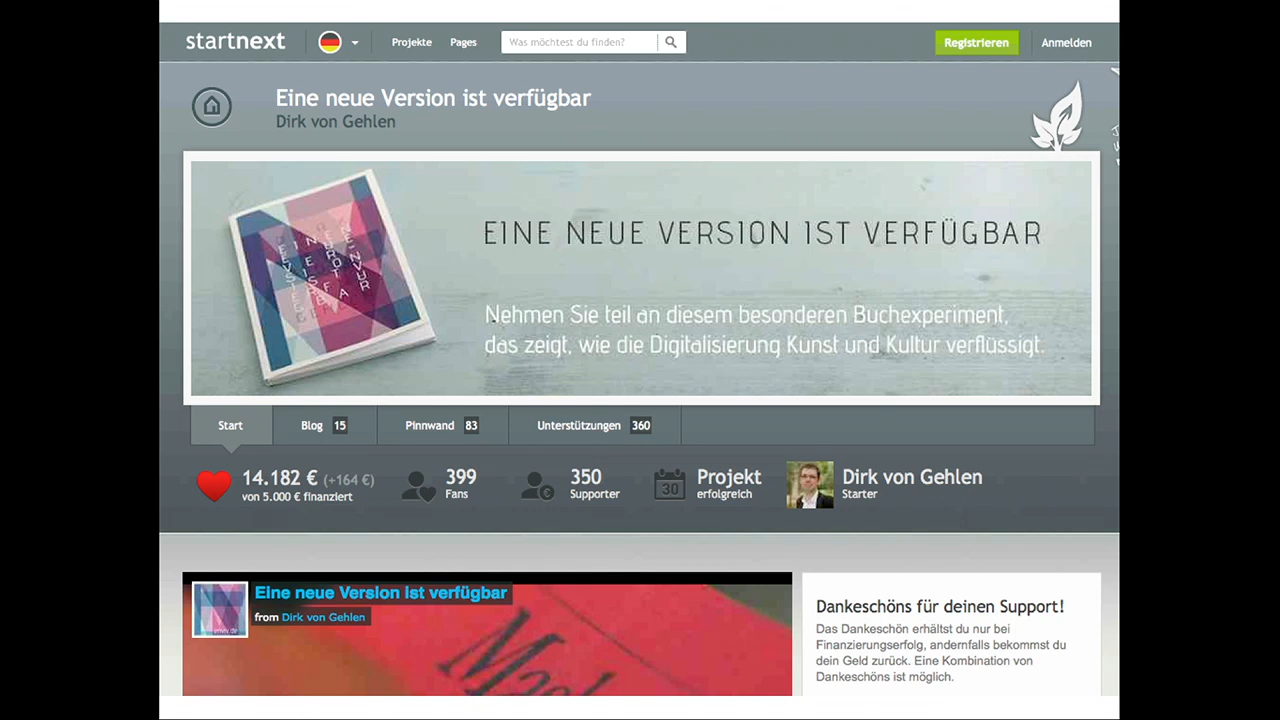 startnext
Projekte
Pages
Was möchtest du finden?
Registrieren
Anmelden
Eine neue Version ist verfügbar
Dirk von Gehlen
EINE NEUE VERSION IST VERFÜGBAR
Nehmen Sie teil an diesem besonderen Buchexperiment,
das zeigt, wie die Digitalisierung Kunst und Kultur verflüssigt.
Start
Blog 15
Pinnwand 83
Unterstützungen 360
14.182 € (+164 €)
von 5.000 € finanziert
399
Fans
350
Supporter
30
Projekt
erfolgreich
Dirk von Gehlen
Starter
Eine neue Version ist verfügbar
from Dirk von Gehlen
Dankeschöns für deinen Support!
Das Dankeschön erhältst du nur bei
Finanzierungserfolg, andernfalls bekommst du
dein Geld zurück. Eine Kombination von
Dankeschöns ist möglich.